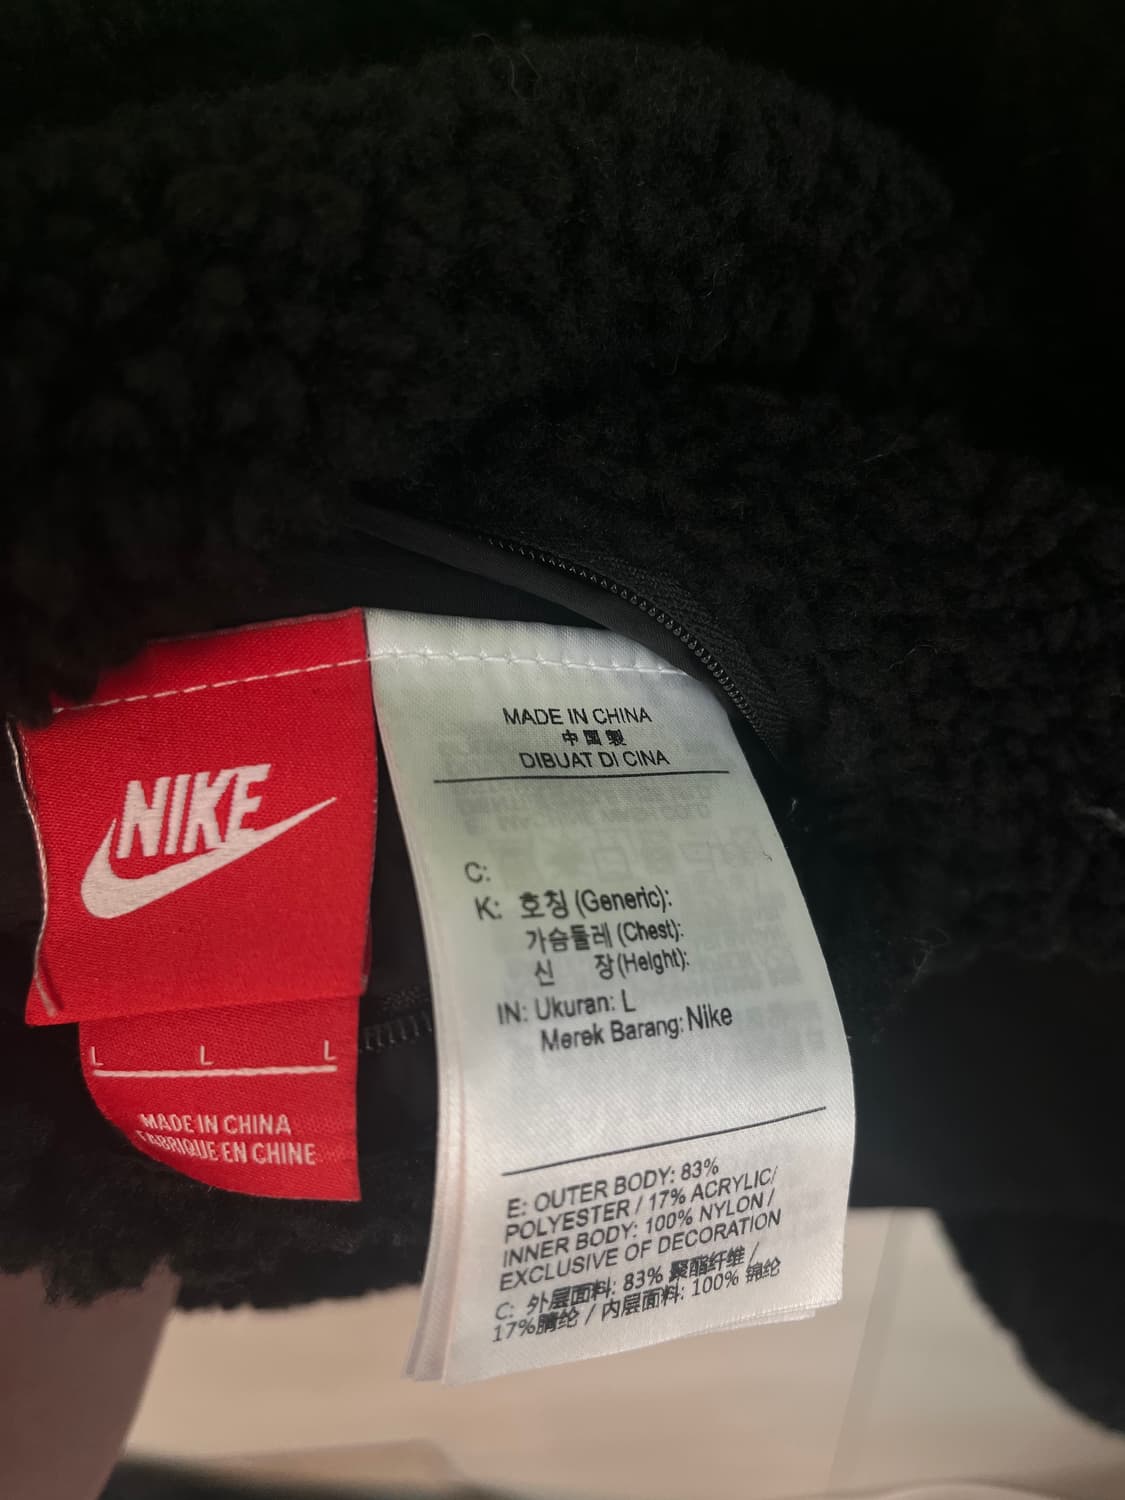 NIKE
L L L
MADE IN CHINA
FABRIQUE EN CHINE
MADE IN CHINA
中國製
DIBUAT DI CINA
C:
K: 호칭 (Generic):
가슴둘레 (Chest):
신 장(Height):
IN: Ukuran: L
Merek Barang: Nike
E: OUTER BODY: 83%
POLYESTER / 17% ACRYLIC/
INNER BODY: 100% NYLON /
EXCLUSIVE OF DECORATION
C: 外层面料: 83% 聚酯纤维 /
17%腈纶 / 内层面料: 100% 锦纶